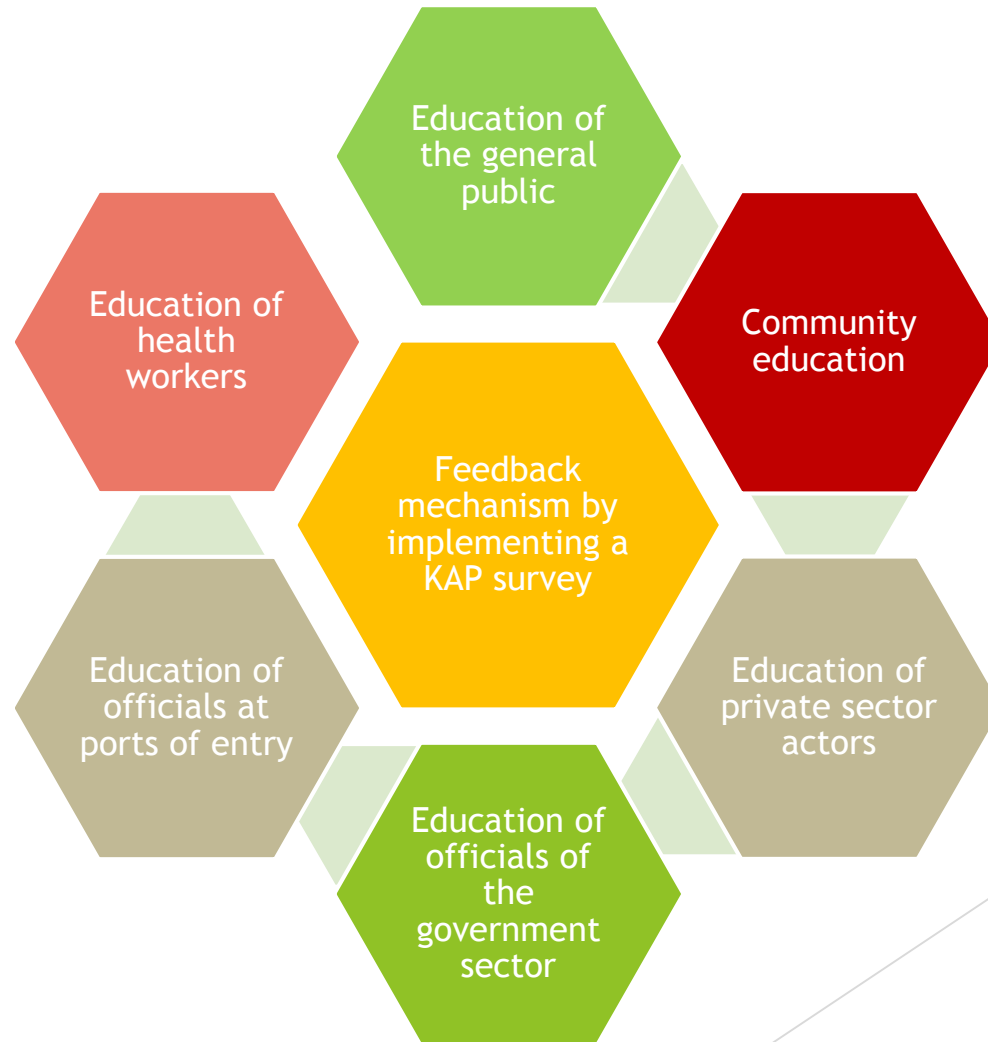 Education of
the general
public
Education of
health
workers
Community
education
Feedback
mechanism by
implementing a
KAP survey
Education of
officials at
ports of entry
Education of
private sector
actors
Education of
officials of
the
government
sector